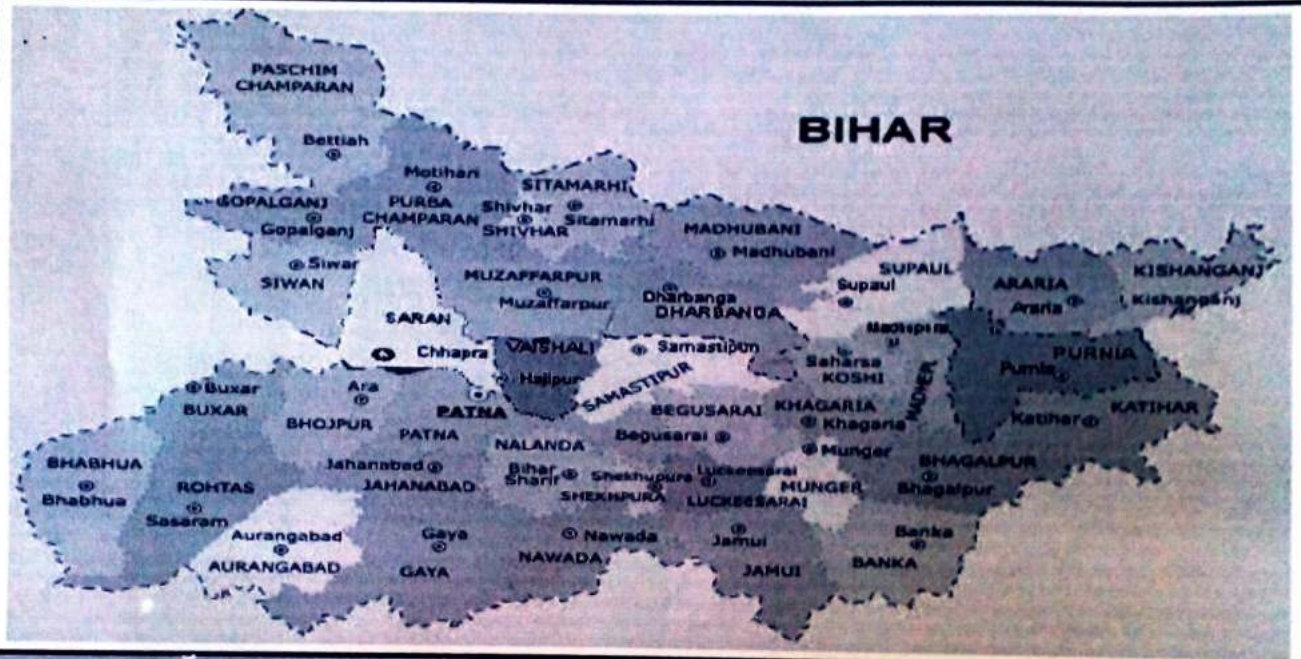 PASCHIM
CHAMPARAN
BIHAR
Bettiah
Motihari
SITAMARHI
GOPALGANJ
PURBA
CHAMPARAN
Shivhar
Sitamarhi
SHIVHAR
Gopalganj
MADHUBANI
Madhubani
Siwan
SIWAN
MUZAFFARPUR
Muzaffarpur
SUPAUL
Supaul
ARARIA
Araria
KISHANGANJ
Kishanganj
Dharbanga
DHARBANGA
SARAN
Chhapra
VAISHALI
Hajipur
Samastipur
SAMASTIPUR
Saharsa
KOSHI
PURNIA
Purnia
Buxar
BUXAR
Ara
BHOJPUR
PATNA
PATNA
NALANDA
BEGUSARAI
Begusarai
KHAGARIA
Khagaria
Katihar
KATIHAR
Munger
MUNGER
BHABHUA
Bhabhua
ROHTAS
Sasaram
Jahanabad
JAHANABAD
Bihar
Sharif
Shekhupura
SHEKHPURA
Luckeesarai
LUCKEESARAI
BHAGALPUR
Bhagalpur
Aurangabad
AURANGABAD
Gaya
GAYA
Nawada
NAWADA
Jamui
JAMUI
Banka
BANKA